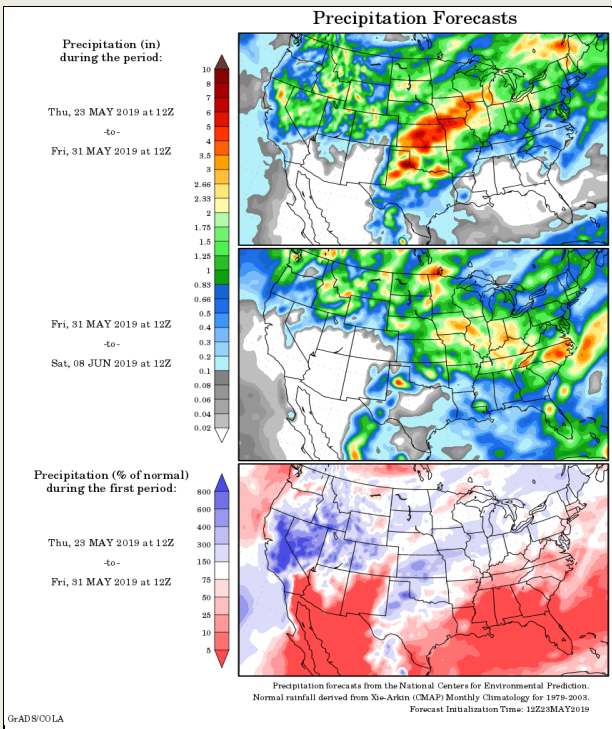 Precipitation Forecasts
Precipitation (in)
during the period:
Thu, 23 MAY 2019 at 12Z
-to-
Fri, 31 MAY 2019 at 12Z
10
8
7
6
5
4
3.5
3
2.66
2.33
2
1.75
1.5
1.25
1
0.83
0.66
0.5
0.4
0.3
0.2
0.1
0.08
0.06
0.04
0.02
Fri, 31 MAY 2019 at 12Z
-to-
Sat, 08 JUN 2019 at 12Z
Precipitation (% of normal)
during the first period:
Thu, 23 MAY 2019 at 12Z
-to-
Fri, 31 MAY 2019 at 12Z
800
600
400
300
150
75
50
25
10
5
Precipitation forecasts from the National Centers for Environmental Prediction.
Normal rainfall derived from Xie-Arkin (CMAP) Monthly Climatology for 1979-2003.
Forecast Initialization Time: 12Z23MAY2019
GrADS/COLA